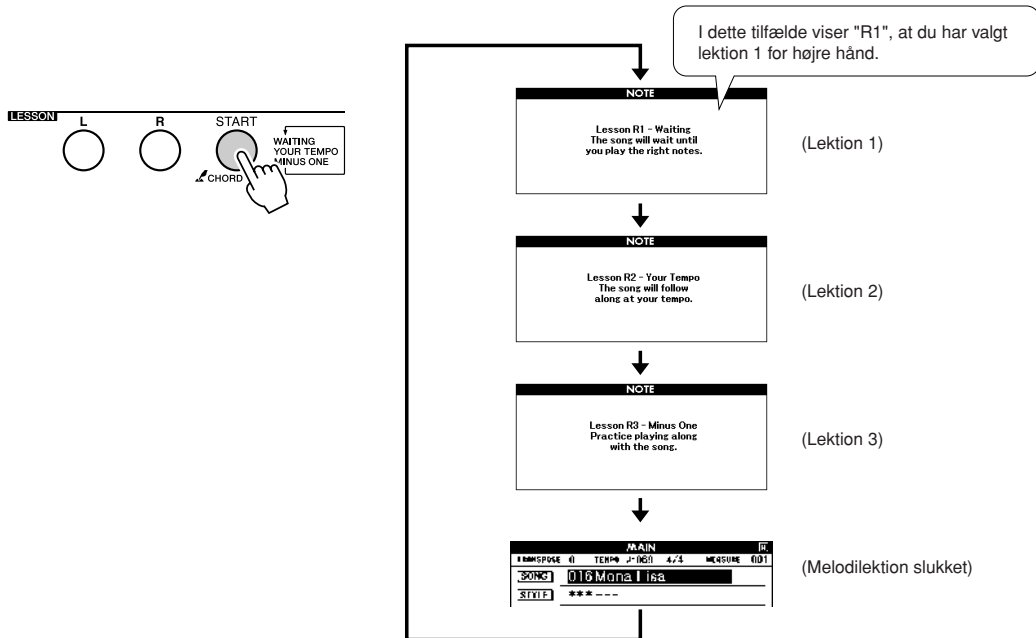 I dette tilfælde viser "R1", at du har valgt
lektion 1 for højre hånd.
LESSON
L R START
WAITING
YOUR TEMPO
MINUS ONE
CHORD
NOTE
Lesson R1 - Waiting
The song will wait until
you play the right notes.
(Lektion 1)
NOTE
Lesson R2 - Your Tempo
The song will follow
along at your tempo.
(Lektion 2)
NOTE
Lesson R3 - Minus One
Practice playing along
with the song.
(Lektion 3)
MAIN
TRANSPOSE 0 TEMPO 4/4 MEASURE 001
SONG 016 Mona Lisa
STYLE ***---
(Melodilektion slukket)